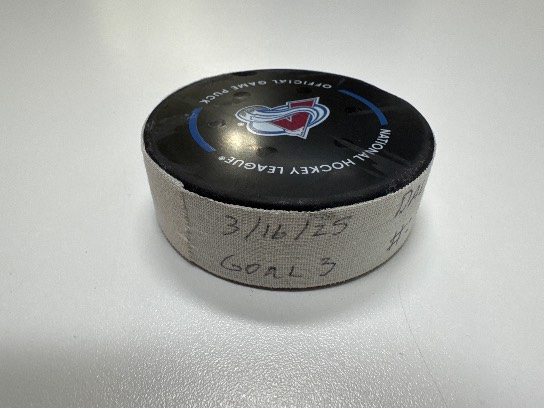 OFFICIAL GAME PUCK
NATIONAL HOCKEY LEAGUE®
3/16/25
GOAL 3